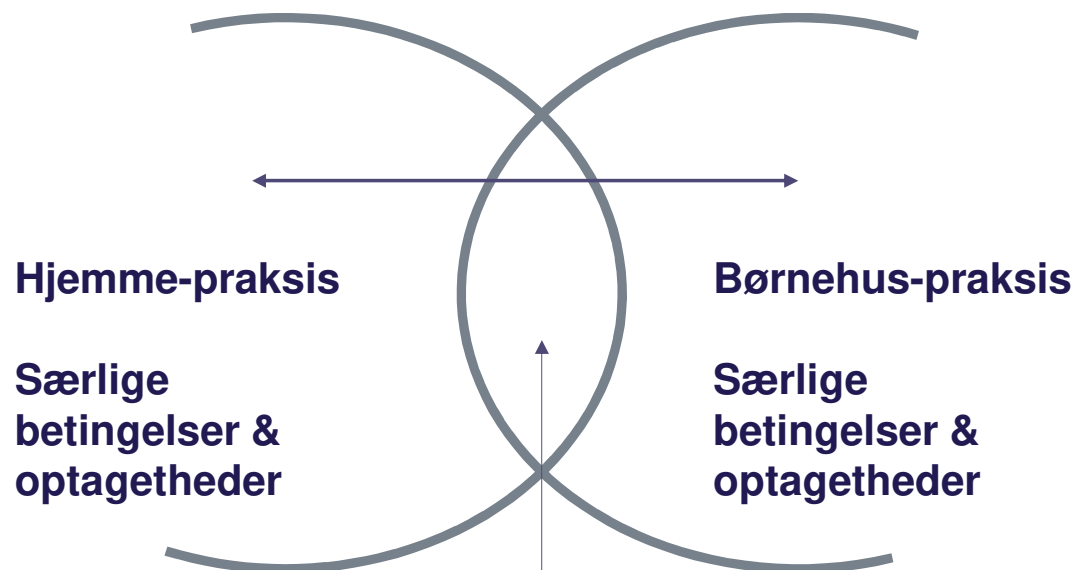 Hjemme-praksis
Særlige
betingelser &
optagetheder
Børnehus-praksis
Særlige
betingelser &
optagetheder